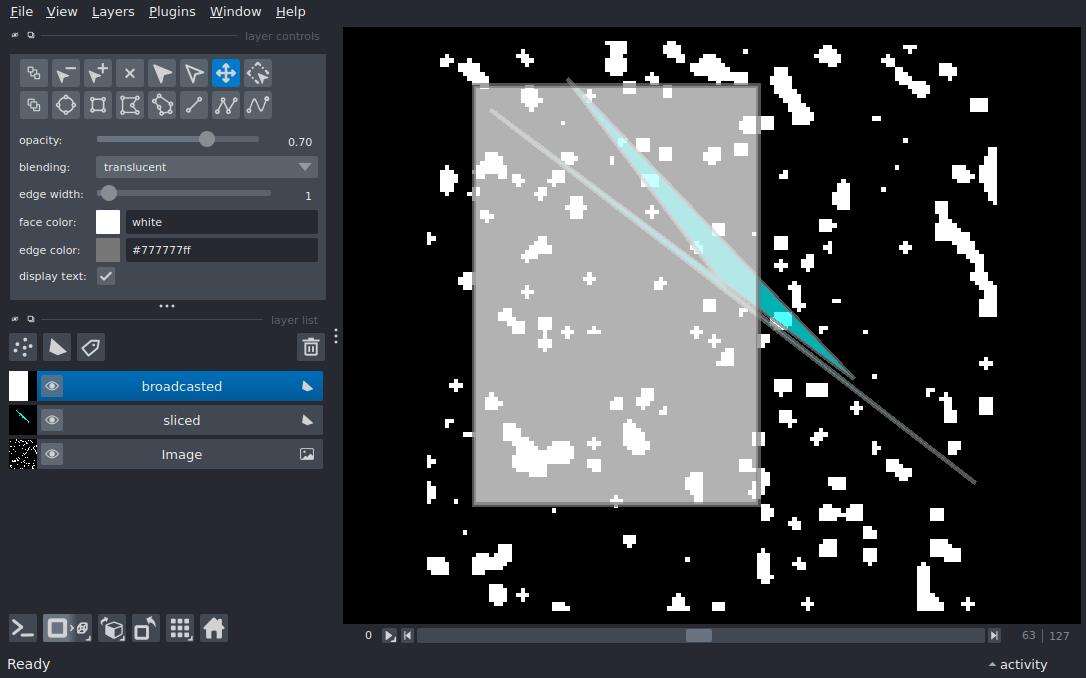 File View Layers Plugins Window Help
layer controls
opacity: 0.70
blending: translucent
edge width: 1
face color: white
edge color: #777777ff
display text:
layer list
broadcasted
sliced
Image
0 63 127
Ready activity